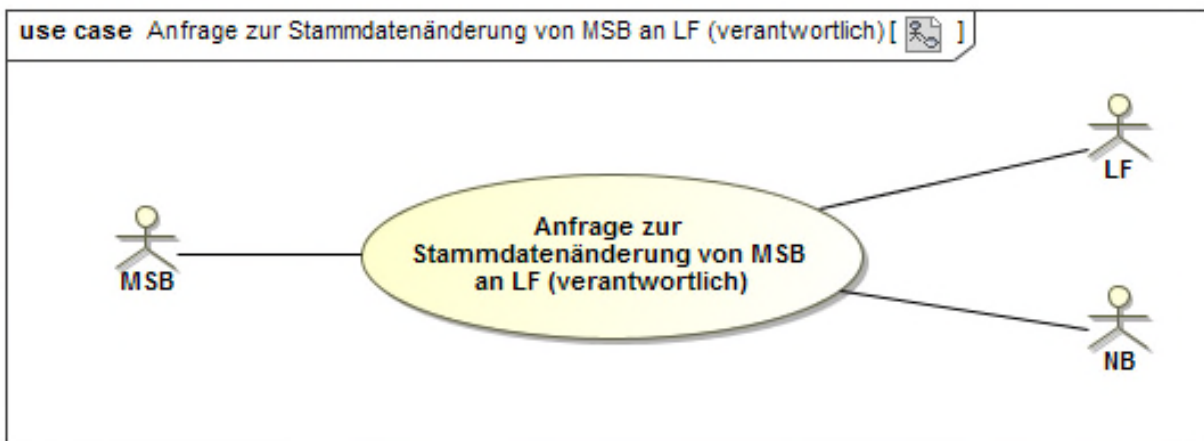 use case Anfrage zur Stammdatenänderung von MSB an LF (verantwortlich) [ ]
LF
Anfrage zur
Stammdatenänderung von MSB
an LF (verantwortlich)
MSB
NB